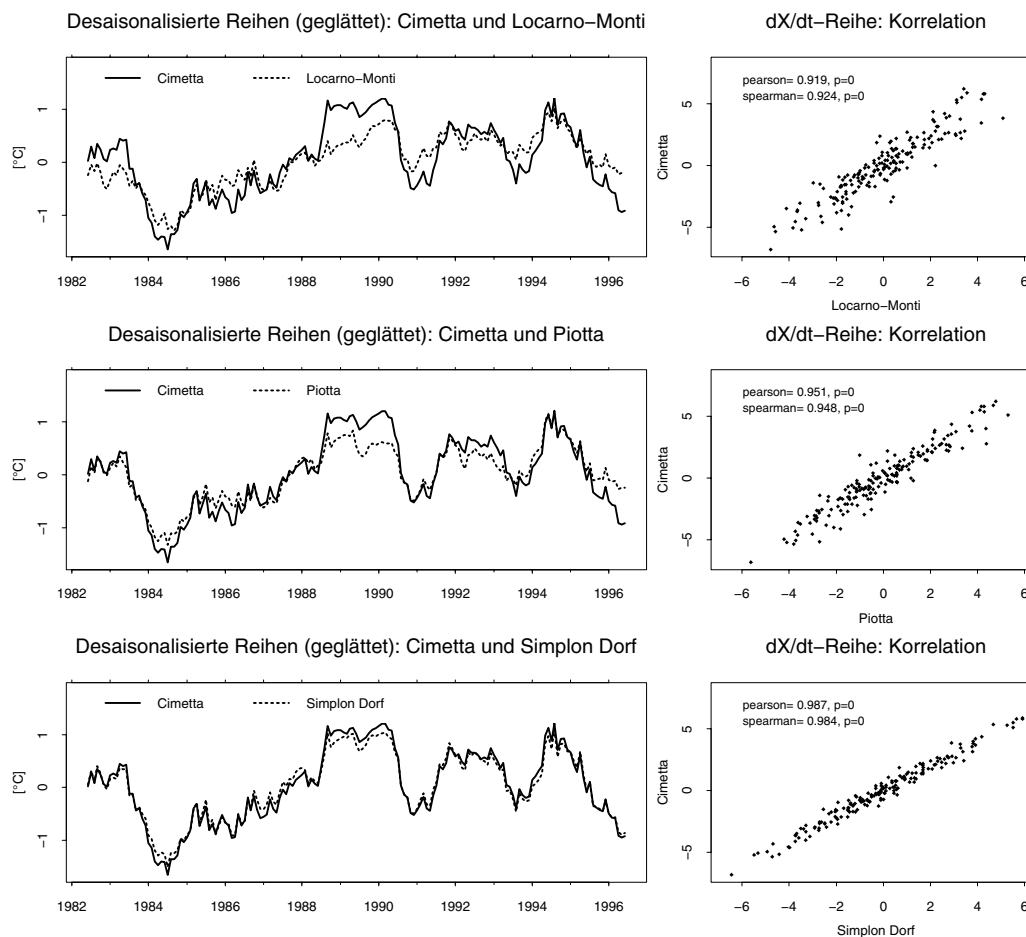 Desaisonalisierte Reihen (geglättet): Cimetta und Locarno−Monti
dX/dt−Reihe: Korrelation
Cimetta
Locarno−Monti
[°C]
1
0
−1
1982 1984 1986 1988 1990 1992 1994 1996
pearson= 0.919, p=0
spearman= 0.924, p=0
Cimetta
5
0
−5
−6 −4 −2 0 2 4 6
Locarno−Monti
Desaisonalisierte Reihen (geglättet): Cimetta und Piotta
dX/dt−Reihe: Korrelation
Cimetta
Piotta
[°C]
1
0
−1
1982 1984 1986 1988 1990 1992 1994 1996
pearson= 0.951, p=0
spearman= 0.948, p=0
Cimetta
5
0
−5
−6 −4 −2 0 2 4 6
Piotta
Desaisonalisierte Reihen (geglättet): Cimetta und Simplon Dorf
dX/dt−Reihe: Korrelation
Cimetta
Simplon Dorf
[°C]
1
0
−1
1982 1984 1986 1988 1990 1992 1994 1996
pearson= 0.987, p=0
spearman= 0.984, p=0
Cimetta
5
0
−5
−6 −4 −2 0 2 4 6
Simplon Dorf